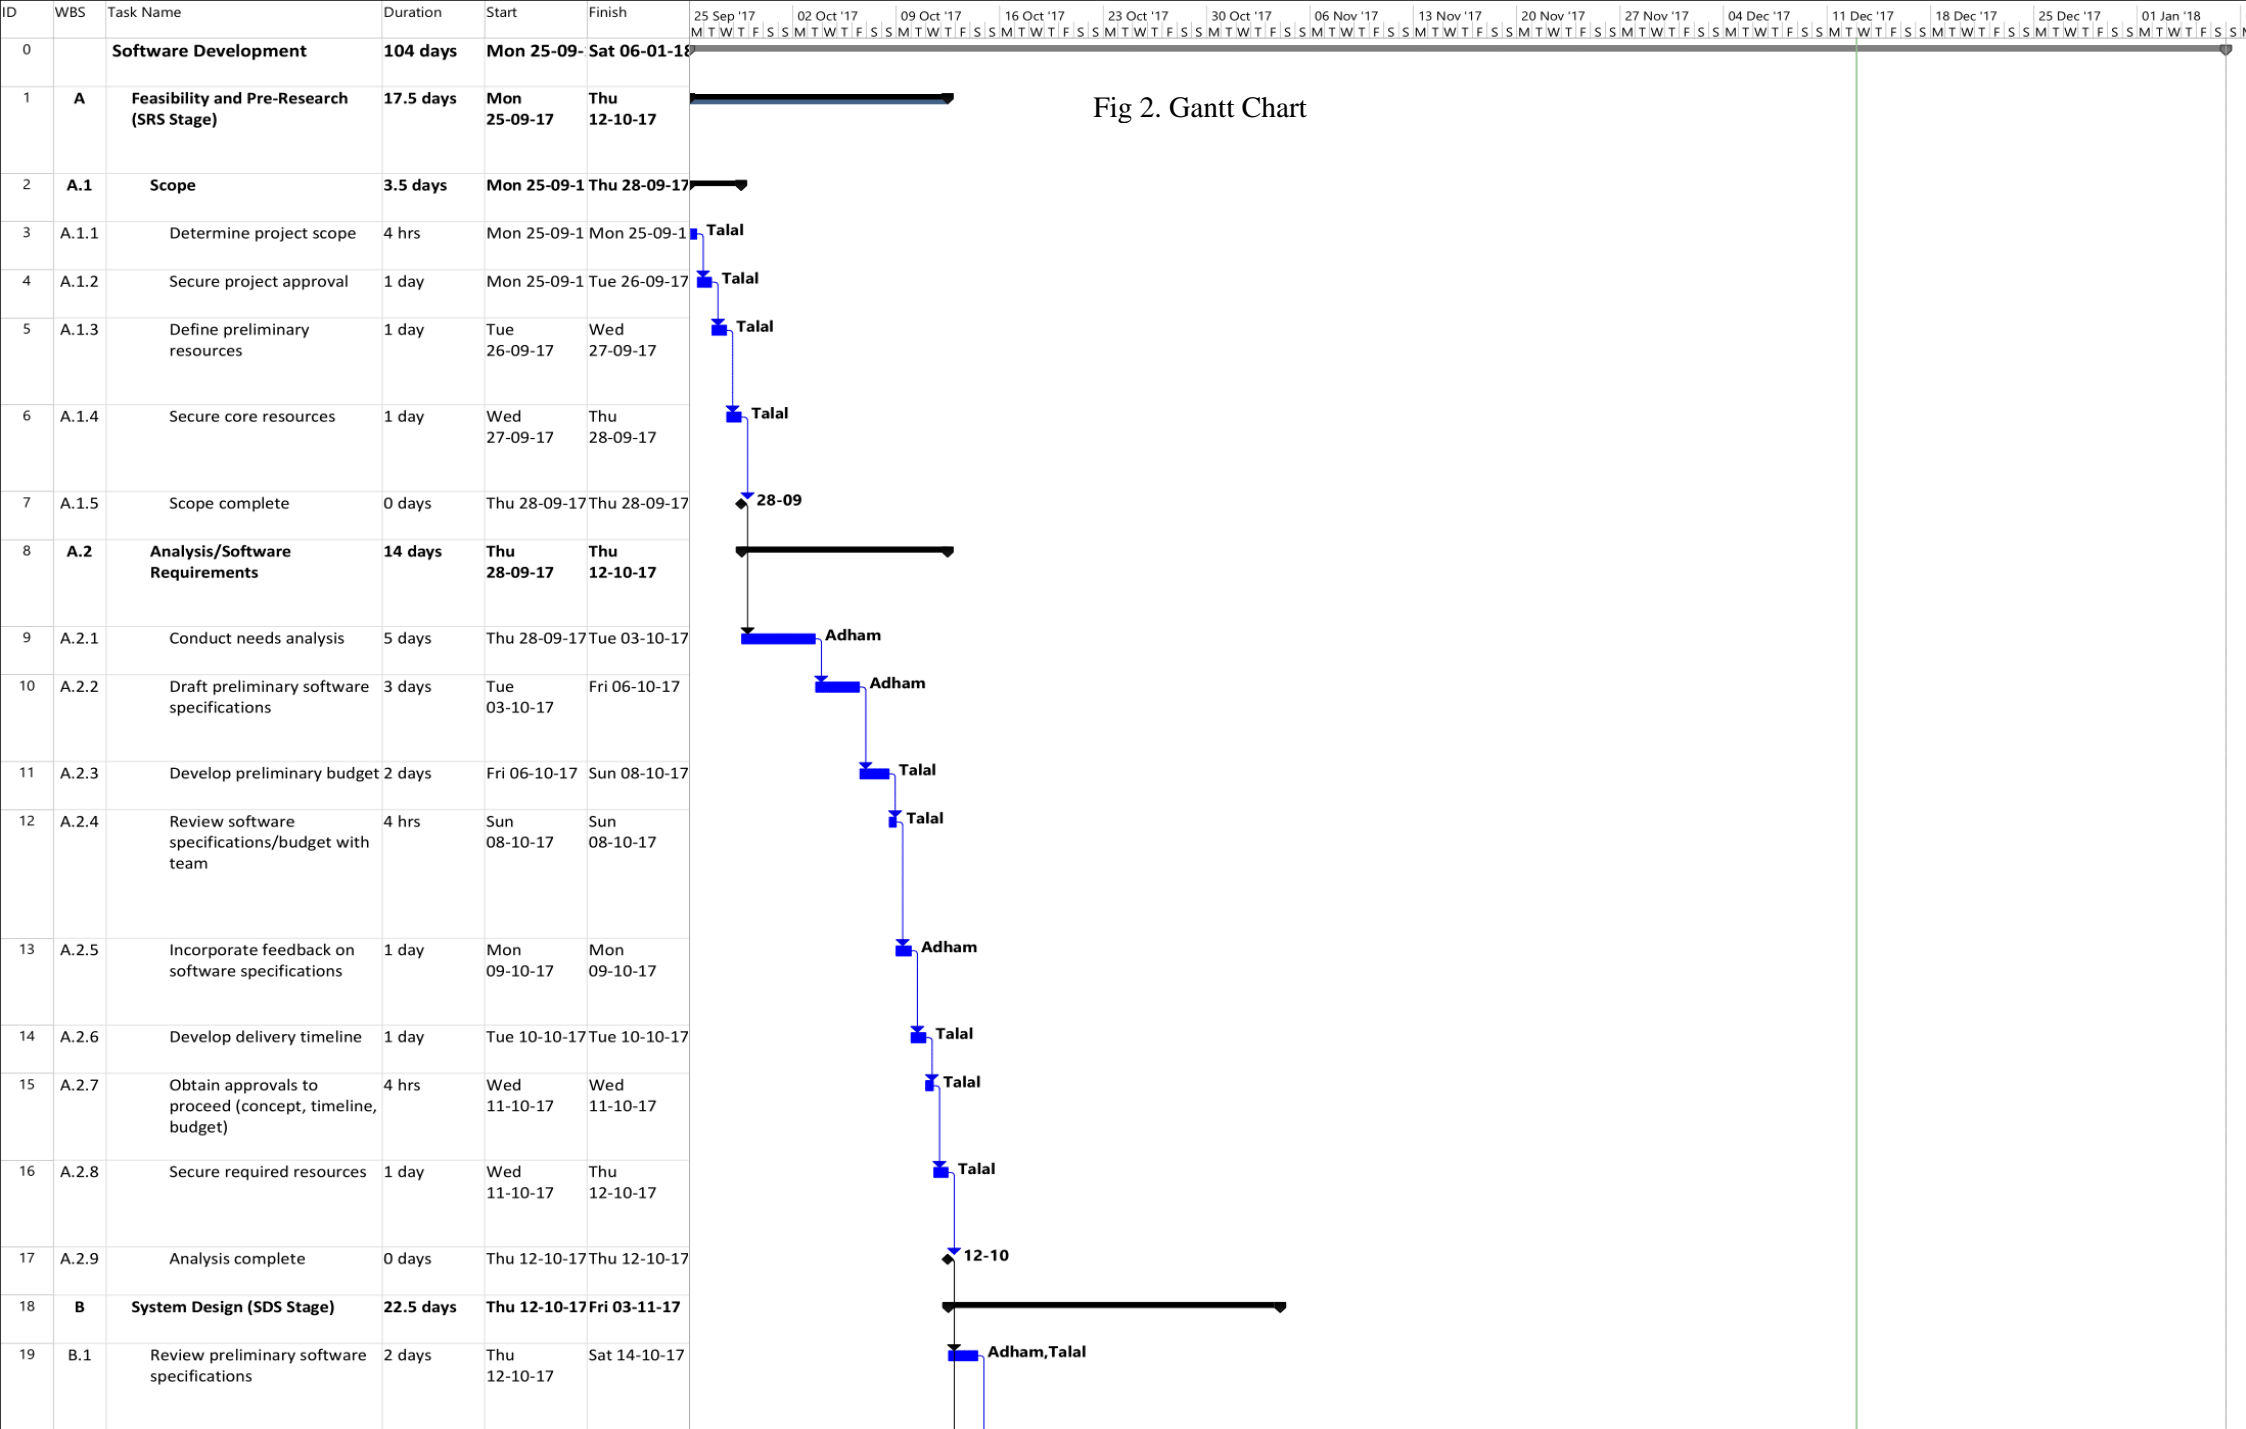 ID WBS Task Name Duration Start Finish 25 Sep '17 02 Oct '17 09 Oct '17 16 Oct '17 23 Oct '17 30 Oct '17 06 Nov '17 13 Nov '17 20 Nov '17 27 Nov '17 04 Dec '17 11 Dec '17 18 Dec '17 25 Dec '17 01 Jan '18
M T W T F S S M T W T F S S M T W T F S S M T W T F S S M T W T F S S M T W T F S S M T W T F S S M T W T F S S M T W T F S S M T W T F S S M T W T F S S M T W T F S S M T W T F S S M T W T F S S M T W T F S S
0 Software Development 104 days Mon 25-09- Sat 06-01-18
1 A Feasibility and Pre-Research 17.5 days Mon Thu
(SRS Stage) 25-09-17 12-10-17
Fig 2. Gantt Chart
2 A.1 Scope 3.5 days Mon 25-09-1 Thu 28-09-17
3 A.1.1 Determine project scope 4 hrs Mon 25-09-1 Mon 25-09-1 Talal
4 A.1.2 Secure project approval 1 day Mon 25-09-1 Tue 26-09-17 Talal
5 A.1.3 Define preliminary 1 day Tue Wed Talal
resources 26-09-17 27-09-17
6 A.1.4 Secure core resources 1 day Wed Thu Talal
27-09-17 28-09-17
7 A.1.5 Scope complete 0 days Thu 28-09-17 Thu 28-09-17 28-09
8 A.2 Analysis/Software 14 days Thu Thu
Requirements 28-09-17 12-10-17
9 A.2.1 Conduct needs analysis 5 days Thu 28-09-17 Tue 03-10-17 Adham
10 A.2.2 Draft preliminary software 3 days Tue Fri 06-10-17 Adham
specifications 03-10-17
11 A.2.3 Develop preliminary budget 2 days Fri 06-10-17 Sun 08-10-17 Talal
12 A.2.4 Review software 4 hrs Sun Sun Talal
specifications/budget with 08-10-17 08-10-17
team
13 A.2.5 Incorporate feedback on 1 day Mon Mon Adham
software specifications 09-10-17 09-10-17
14 A.2.6 Develop delivery timeline 1 day Tue 10-10-17 Tue 10-10-17 Talal
15 A.2.7 Obtain approvals to 4 hrs Wed Wed Talal
proceed (concept, timeline, 11-10-17 11-10-17
budget)
16 A.2.8 Secure required resources 1 day Wed Thu Talal
11-10-17 12-10-17
17 A.2.9 Analysis complete 0 days Thu 12-10-17 Thu 12-10-17 12-10
18 B System Design (SDS Stage) 22.5 days Thu 12-10-17 Fri 03-11-17
19 B.1 Review preliminary software 2 days Thu Sat 14-10-17 Adham,Talal
specifications 12-10-17